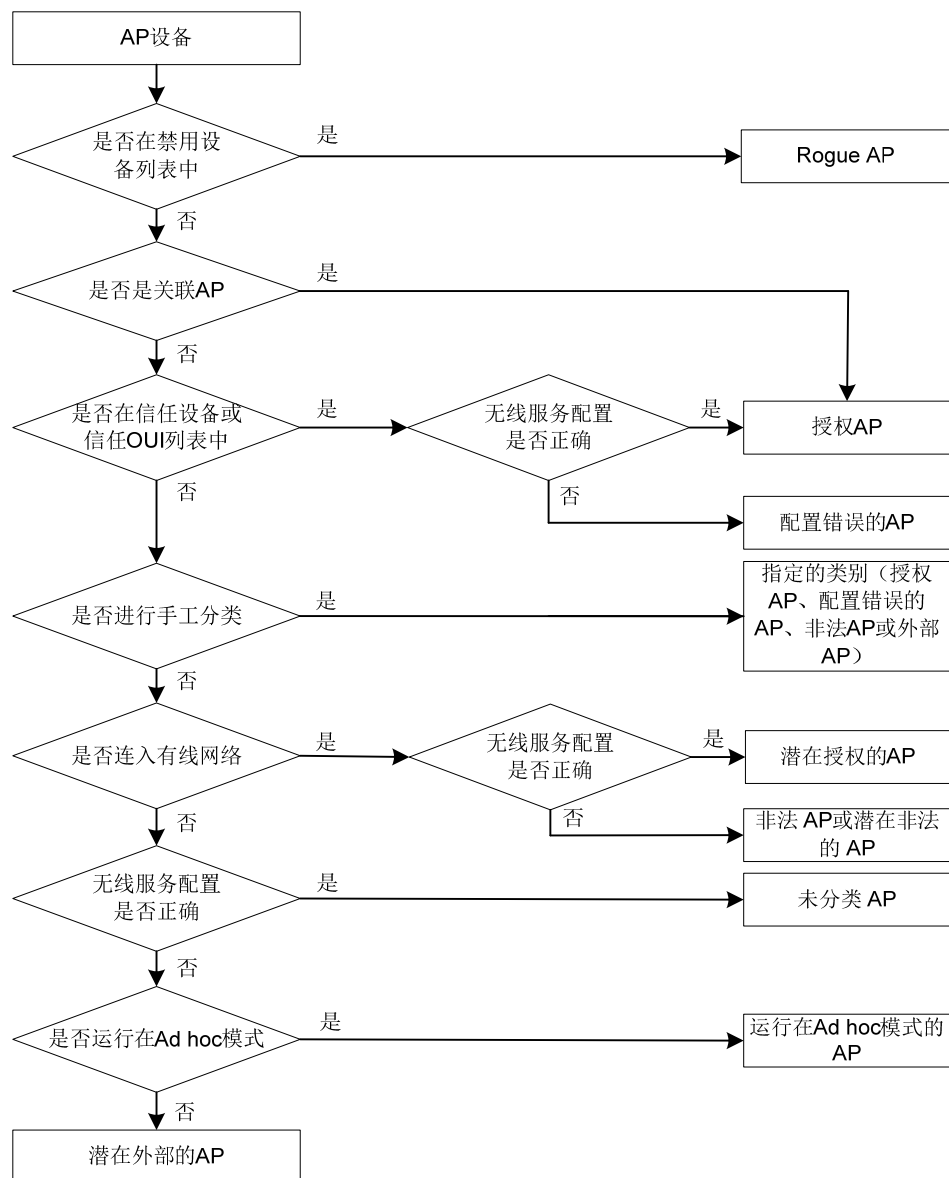 AP设备
是否在禁用设
备列表中
是
Rogue AP
否
是否是关联AP
是
否
是否在信任设备或
信任OUI列表中
是
无线服务配置
是否正确
是
授权AP
否
否
配置错误的AP
是否进行手工分类
是
指定的类别（授权
AP、配置错误的
AP、非法AP或外部
AP）
否
是否连入有线网络
是
无线服务配置
是否正确
是
潜在授权的AP
否
否
非法 AP或潜在非法
的 AP
无线服务配置
是否正确
是
未分类 AP
否
是否运行在Ad hoc模式
是
运行在Ad hoc模式的
AP
否
潜在外部的AP